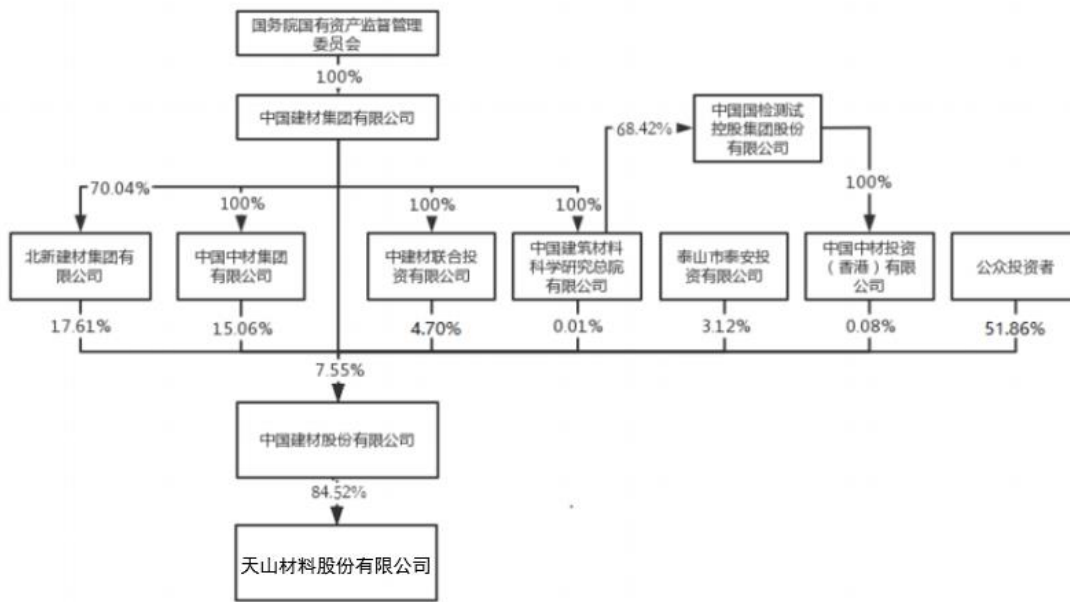 国务院国有资产监督管理
委员会
100%
中国建材集团有限公司
中国国检测试
控股集团股份
有限公司
68.42%
100%
70.04%
100%
100%
100%
北新建材集团有
限公司
中国中材集团
有限公司
中建材联合投
资有限公司
中国建筑材料
科学研究总院
有限公司
泰山市泰安投
资有限公司
中国中材投资
（香港）有限
公司
公众投资者
17.61%
15.06%
4.70%
0.01%
3.12%
0.08%
51.86%
7.55%
中国建材股份有限公司
84.52%
天山材料股份有限公司